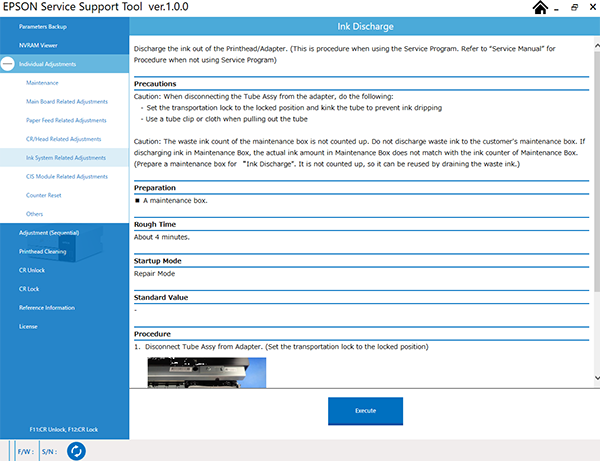 EPSON Service Support Tool ver.1.0.0
Parameters Backup
NVRAM Viewer
Individual Adjustments
Maintenance
Main Board Related Adjustments
Paper Feed Related Adjustments
CR/Head Related Adjustments
Ink System Related Adjustments
CIS Module Related Adjustments
Counter Reset
Others
Adjustment (Sequential)
Printhead Cleaning
CR Unlock
CR Lock
Reference Information
License
F11:CR Unlock, F12:CR Lock
Ink Discharge
Discharge the ink out of the Printhead/Adapter. (This is procedure when using the Service Program. Refer to "Service Manual" for
Procedure when not using Service Program)
Precautions
Caution: When disconnecting the Tube Assy from the adapter, do the following:
- Set the transportation lock to the locked position and kink the tube to prevent ink dripping
- Use a tube clip or cloth when pulling out the tube
Caution: The waste ink count of the maintenance box is not counted up. Do not discharge waste ink to the customer's maintenance box. If
discharging ink in Maintenance Box, the actual ink amount in Maintenance Box does not match with the ink counter of Maintenance Box.
(Prepare a maintenance box for "Ink Discharge". It is not counted up, so it can be reused by draining the waste ink.)
Preparation
■ A maintenance box.
Rough Time
About 4 minutes.
Startup Mode
Repair Mode
Standard Value
-
Procedure
1. Disconnect Tube Assy from Adapter. (Set the transportation lock to the locked position)
Execute
F/W : S/N :